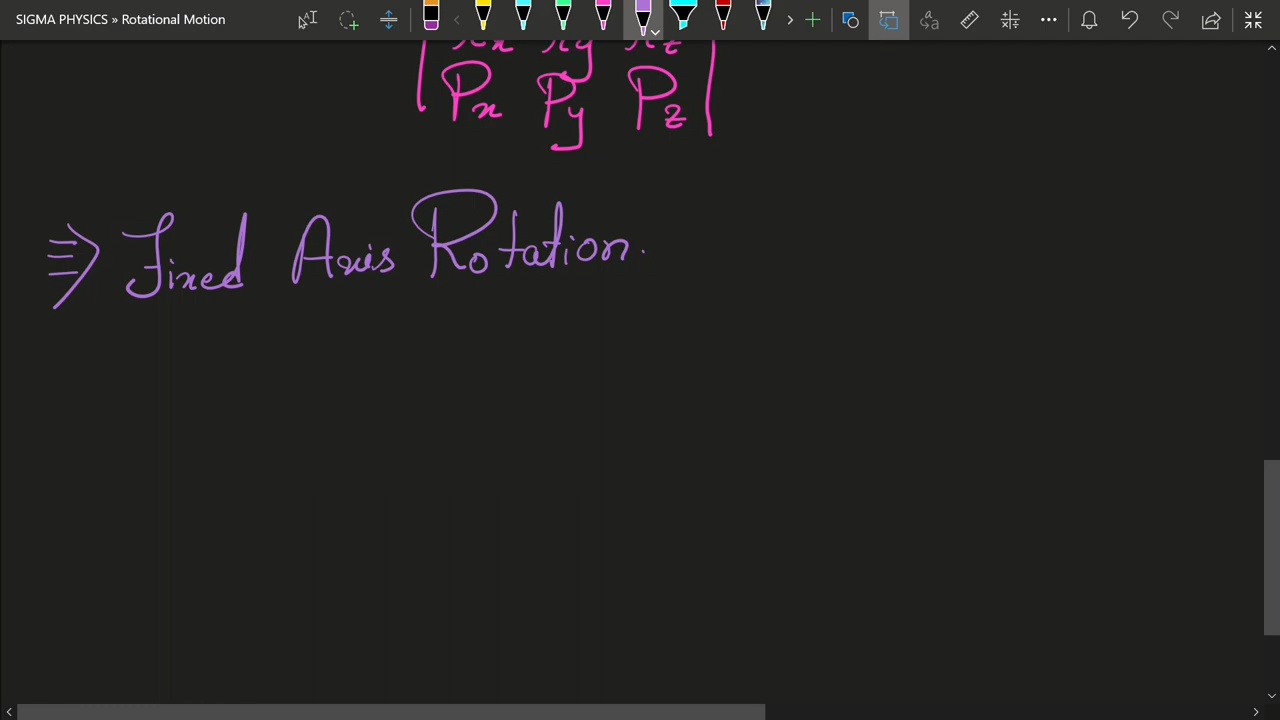 SIGMA PHYSICS » Rotational Motion
Px Py Pz
⇒ Fixed Axis Rotation.